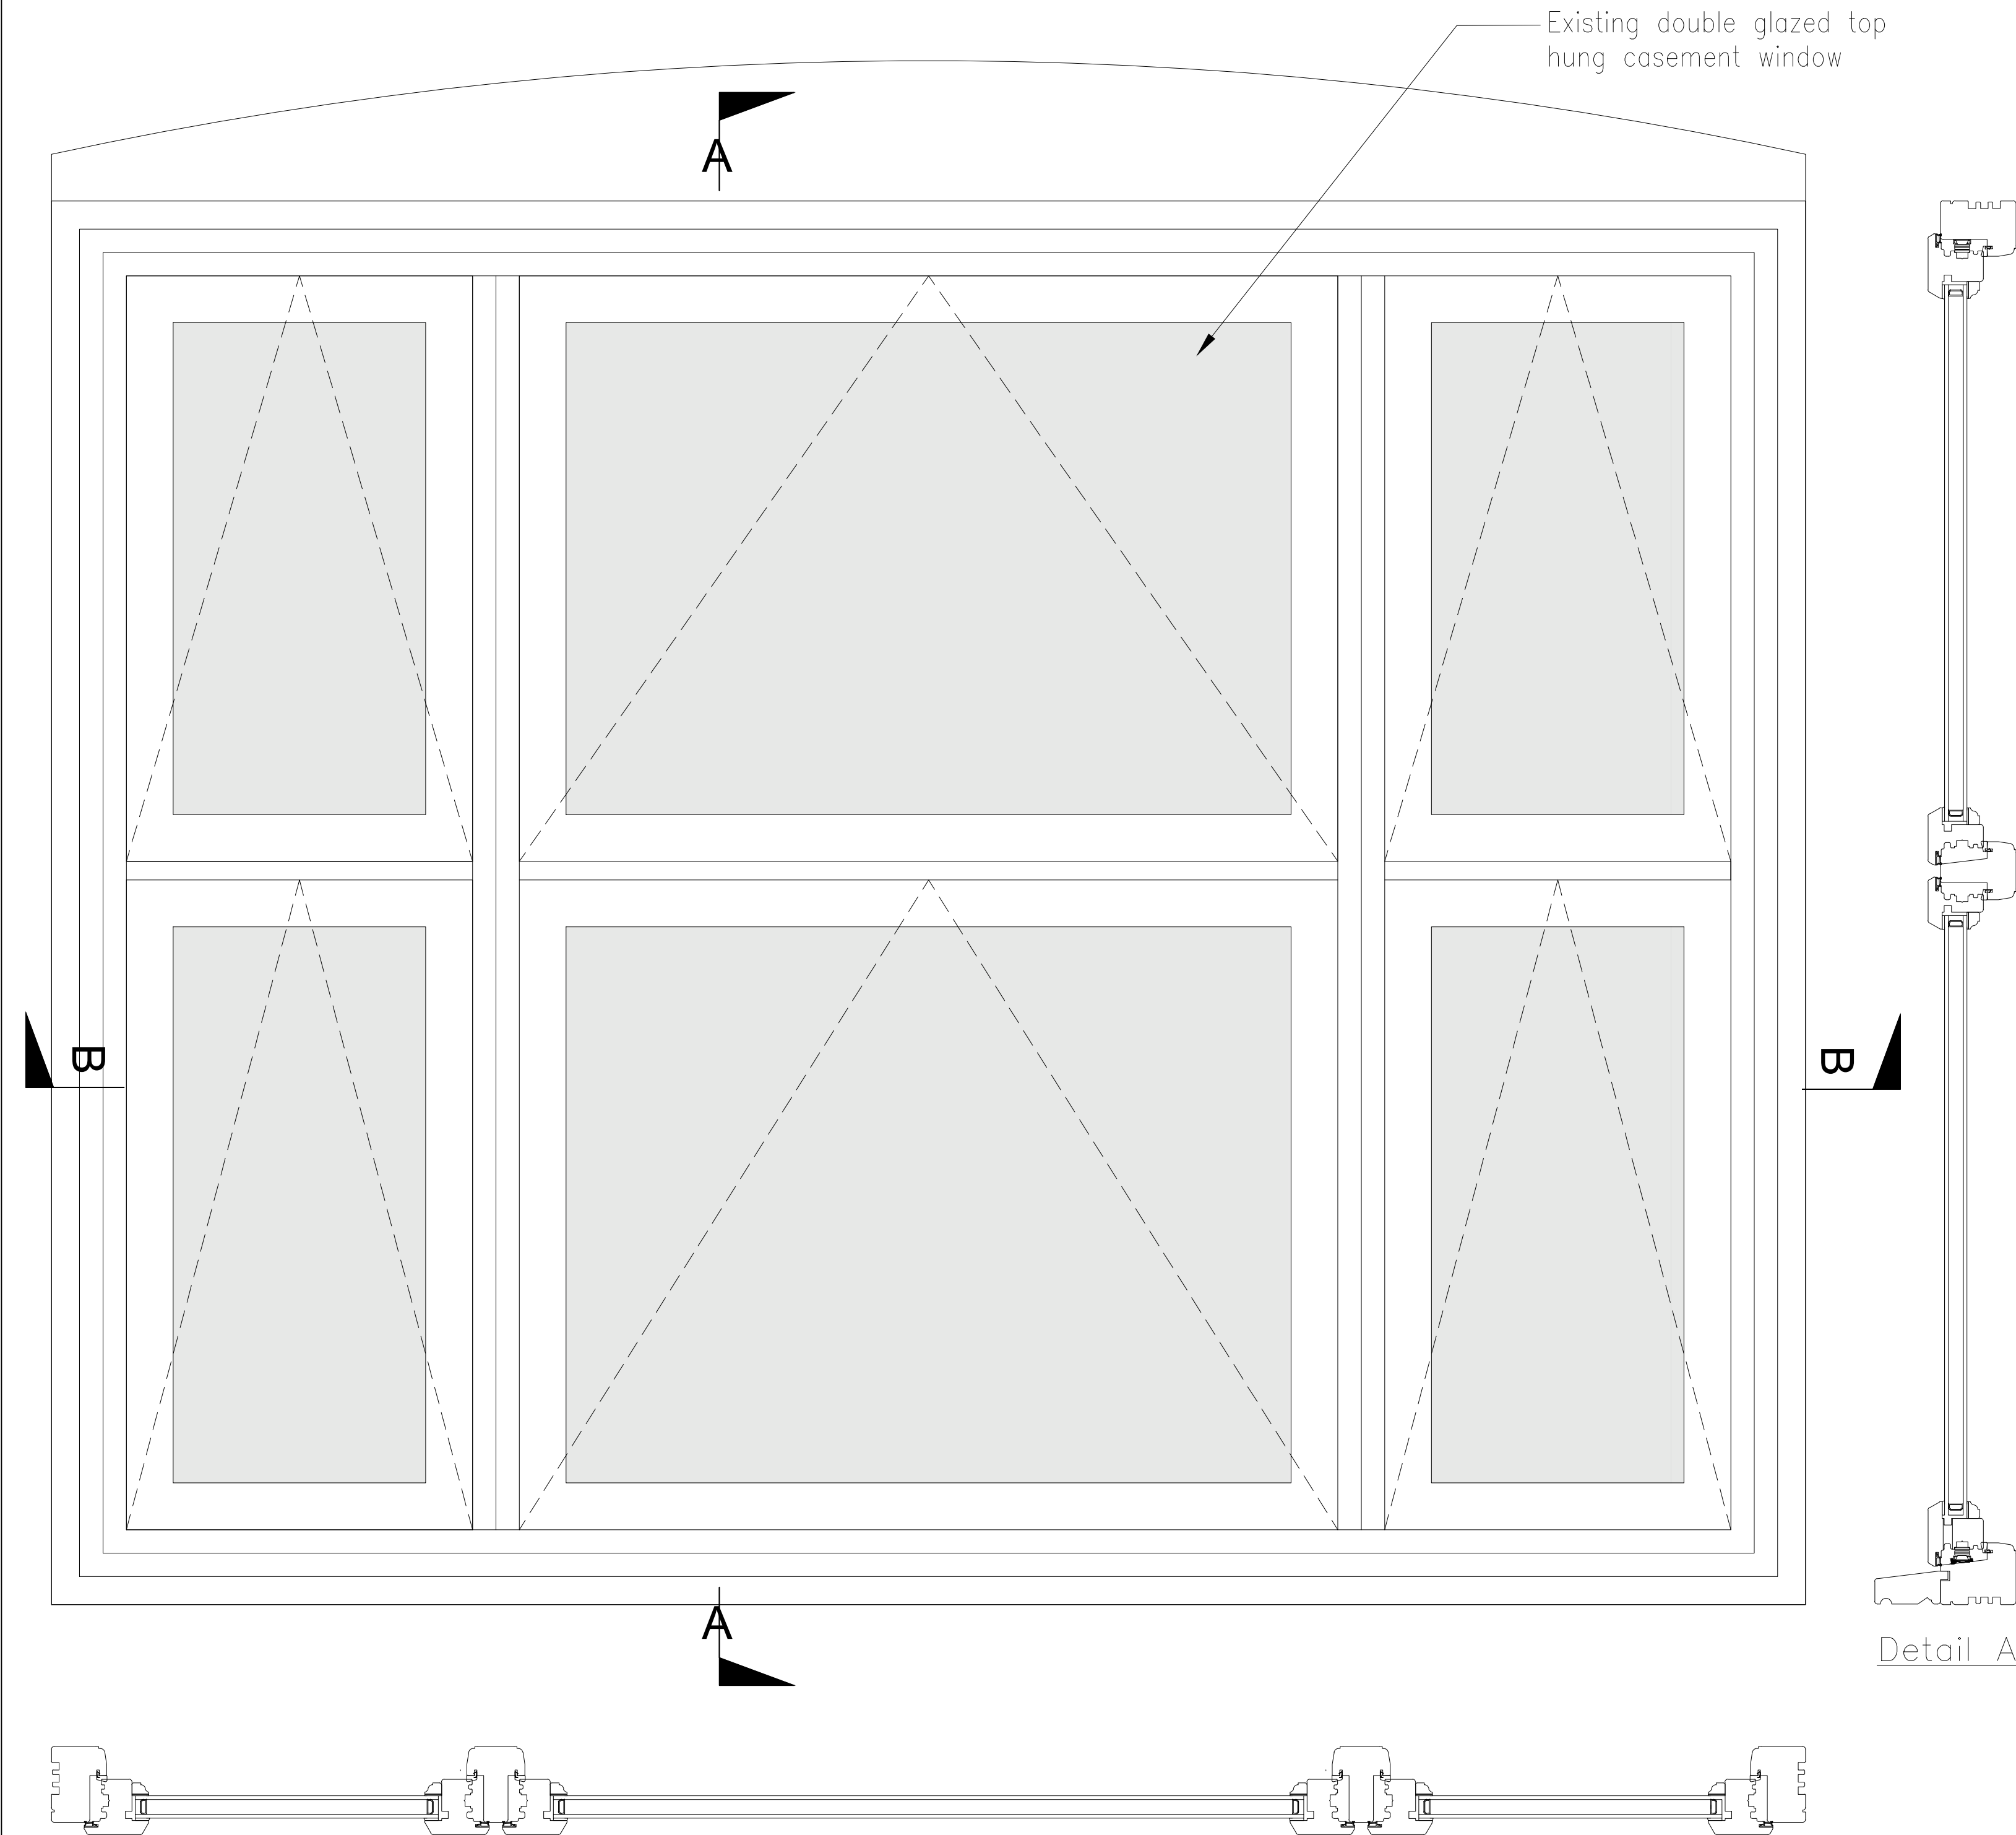 Existing double glazed top
hung casement window
A
B
B
A
Detail A